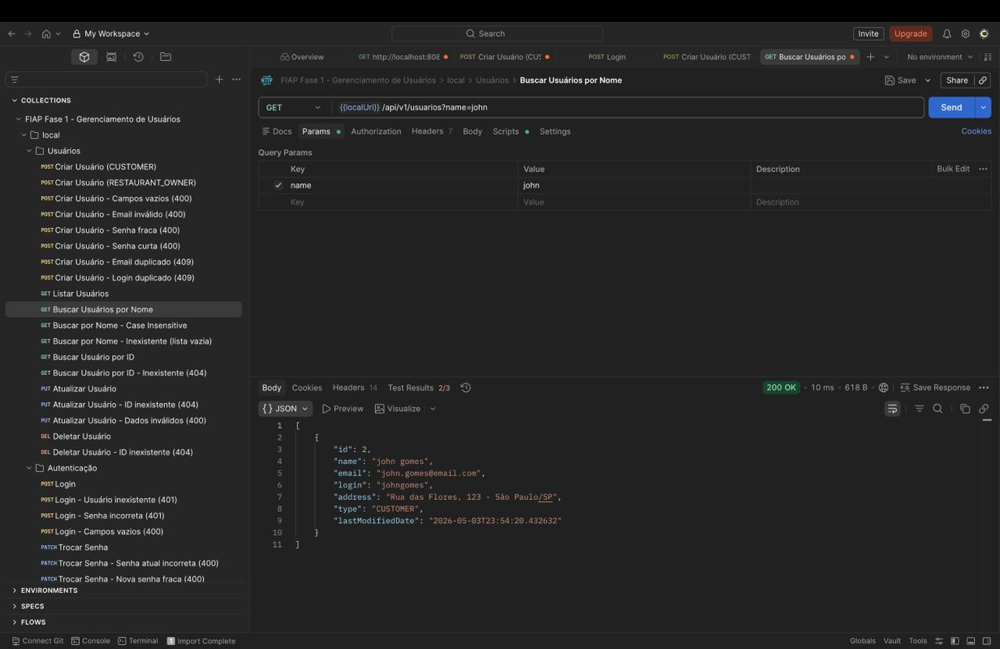 My Workspace
Search
Invite
Upgrade
Overview
GET http://localhost:808
POST Criar Usuário (CUS
POST Login
POST Criar Usuário (CUST
GET Buscar Usuários po
No environment
COLLECTIONS
FIAP Fase 1 - Gerenciamento de Usuários
local
Usuários
POST Criar Usuário (CUSTOMER)
POST Criar Usuário (RESTAURANT_OWNER)
POST Criar Usuário - Campos vazios (400)
POST Criar Usuário - Email inválido (400)
POST Criar Usuário - Senha fraca (400)
POST Criar Usuário - Senha curta (400)
POST Criar Usuário - Email duplicado (409)
POST Criar Usuário - Login duplicado (409)
GET Listar Usuários
GET Buscar Usuários por Nome
GET Buscar por Nome - Case Insensitive
GET Buscar por Nome - Inexistente (lista vazia)
GET Buscar Usuário por ID
GET Buscar Usuário por ID - Inexistente (404)
PUT Atualizar Usuário
PUT Atualizar Usuário - ID inexistente (404)
PUT Atualizar Usuário - Dados inválidos (400)
DEL Deletar Usuário
DEL Deletar Usuário - ID inexistente (404)
Autenticação
POST Login
POST Login - Usuário inexistente (401)
POST Login - Senha incorreta (401)
POST Login - Campos vazios (400)
PATCH Trocar Senha
PATCH Trocar Senha - Senha atual incorreta (400)
PATCH Trocar Senha - Nova senha fraca (400)
ENVIRONMENTS
SPECS
FLOWS
HTTP FIAP Fase 1 - Gerenciamento de Usuários > local > Usuários > Buscar Usuários por Nome
Save
Share
GET {{localUrl}} /api/v1/usuarios?name=john
Send
Docs Params Authorization Headers 7 Body Scripts Settings
Cookies
Query Params
Key Value Description Bulk Edit
name john
Key Value Description
Body Cookies Headers 14 Test Results 2/3
200 OK • 10 ms • 618 B
Save Response
{} JSON Preview Visualize
1 [
2 {
3 "id": 2,
4 "name": "john gomes",
5 "email": "john.gomes@email.com",
6 "login": "johngomes",
7 "address": "Rua das Flores, 123 - São Paulo/SP",
8 "type": "CUSTOMER",
9 "lastModifiedDate": "2026-05-03T23:54:20.432632"
10 }
11 ]
Connect Git Console Terminal 1 Import Complete
Globals Vault Tools